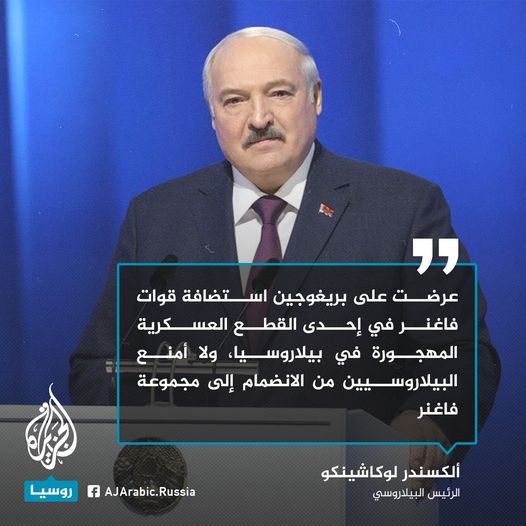 عرضت على بريغوجين استضافة قوات
فاغنر في إحدى القطع العسكرية
المهجورة في بيلاروسيا، ولا أمنع
البيلاروسيين من الانضمام إلى مجموعة
فاغنر
ألكسندر لوكاشينكو
الرئيس البيلاروسي
الجزيرة
روسيا
AJArabic.Russia